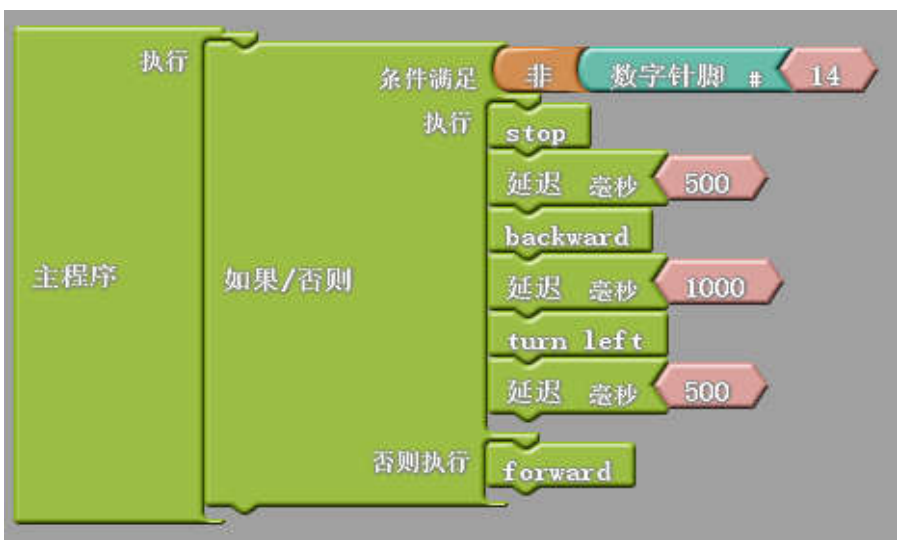 执行
条件满足 非 数字针脚 # 14
执行 stop
延迟 毫秒 500
backward
主程序 如果/否则 延迟 毫秒 1000
turn left
延迟 毫秒 500
否则执行 forward